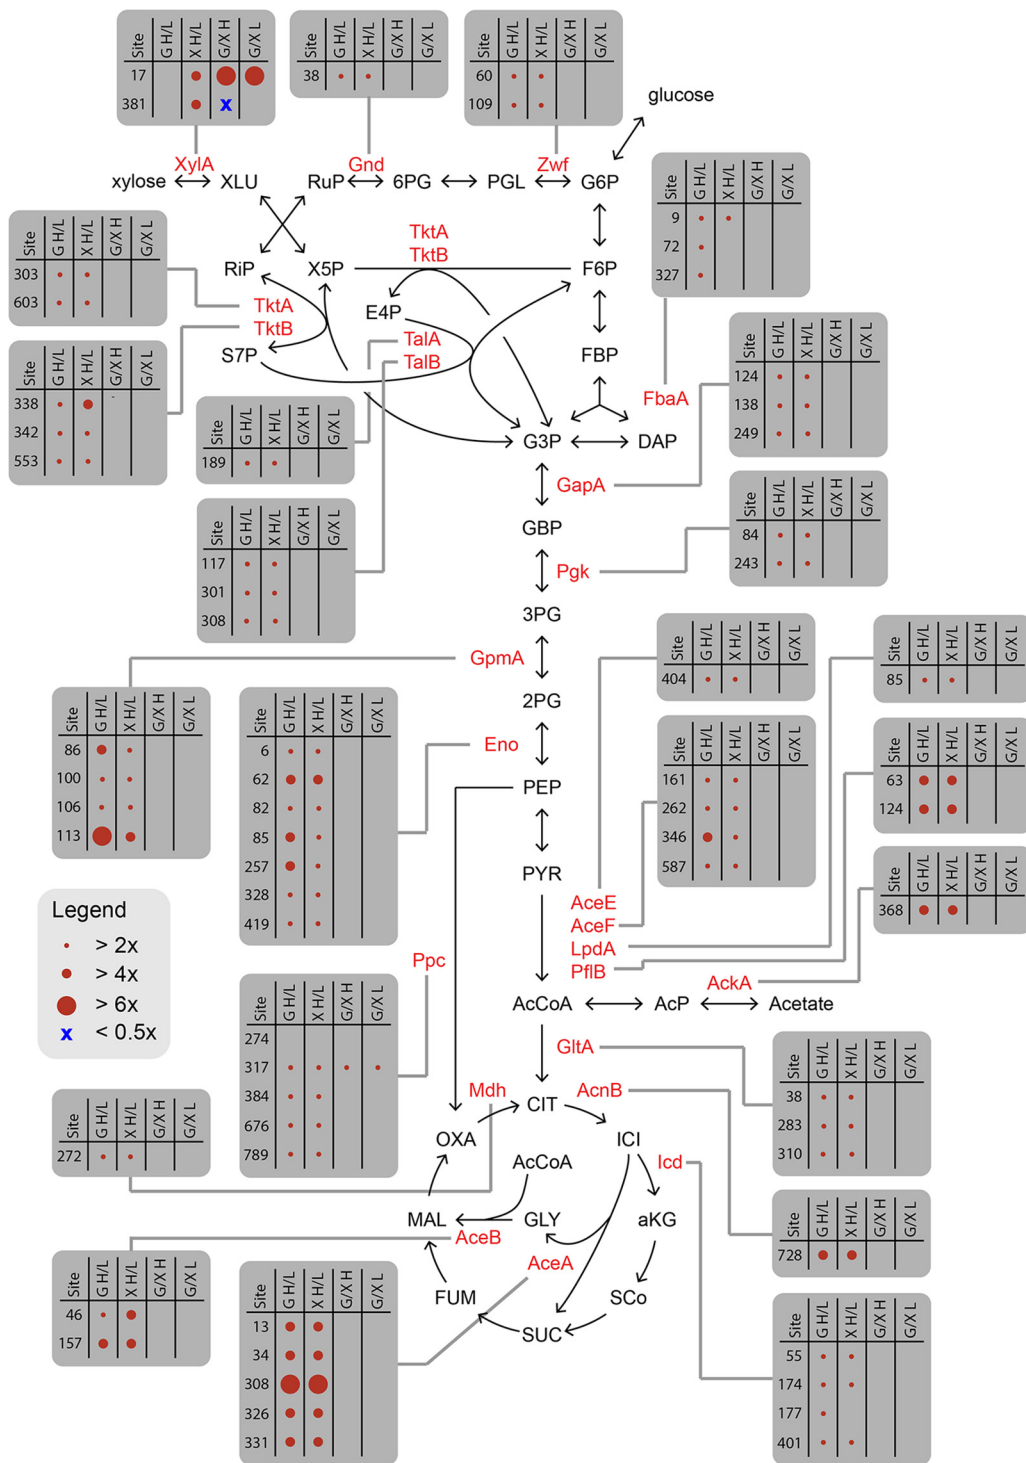 Site G H/L X H/L G/X H G/X L
17
381 x
Site G H/L X H/L G/X H G/X L
38
Site G H/L X H/L G/X H G/X L
60
109
glucose
XylA Gnd Zwf
xylose XLU RuP 6PG PGL G6P
Site G H/L X H/L G/X H G/X L
9
72
327
Site G H/L X H/L G/X H G/X L
303
603
TktA
TktB
RiP X5P F6P
TktA
TktB
E4P
S7P
TalA
TalB
FBP
FbaA
Site G H/L X H/L G/X H G/X L
338
342
553
Site G H/L X H/L G/X H G/X L
124
138
249
Site G H/L X H/L G/X H G/X L
189
G3P DAP
GapA
GBP
Site G H/L X H/L G/X H G/X L
84
243
Pgk
Site G H/L X H/L G/X H G/X L
117
301
308
3PG
GpmA
2PG
Site G H/L X H/L G/X H G/X L
404
Site G H/L X H/L G/X H G/X L
85
Site G H/L X H/L G/X H G/X L
86
100
106
113
Site G H/L X H/L G/X H G/X L
6
62
82
85
257
328
419
Eno
PEP
Site G H/L X H/L G/X H G/X L
161
262
346
587
Site G H/L X H/L G/X H G/X L
63
124
PYR
Site G H/L X H/L G/X H G/X L
368
Legend
> 2x
> 4x
> 6x
x < 0.5x
AceE
AceF
LpdA
PflB
Ppc
AckA
AcCoA AcP Acetate
Site G H/L X H/L G/X H G/X L
274
317
384
676
789
GltA
Mdh
AcnB
Site G H/L X H/L G/X H G/X L
38
283
310
CIT
OXA ICI
Site G H/L X H/L G/X H G/X L
272
AcCoA
Icd
MAL GLY aKG
AceB
AceA
Site G H/L X H/L G/X H G/X L
728
FUM SCo
SUC
Site G H/L X H/L G/X H G/X L
46
157
Site G H/L X H/L G/X H G/X L
13
34
308
326
331
Site G H/L X H/L G/X H G/X L
55
174
177
401